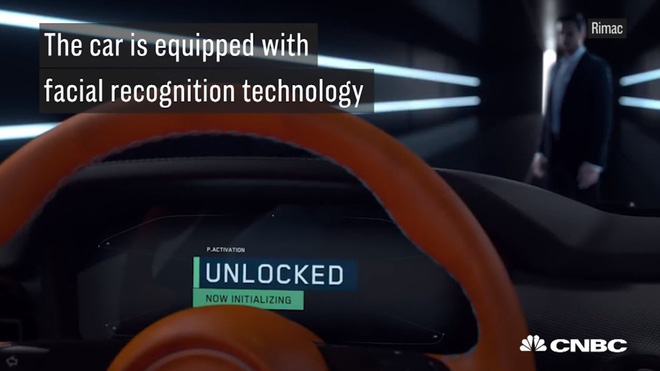 The car is equipped with
facial recognition technology
Rimac
P.ACTIVATION
UNLOCKED
NOW INITIALIZING
CNBC